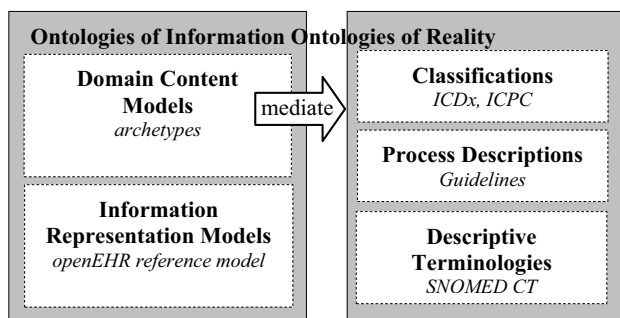 Ontologies of Information Ontologies of Reality
Domain Content
Models
archetypes
Information
Representation Models
openEHR reference model
mediate
Classifications
ICDx, ICPC
Process Descriptions
Guidelines
Descriptive
Terminologies
SNOMED CT